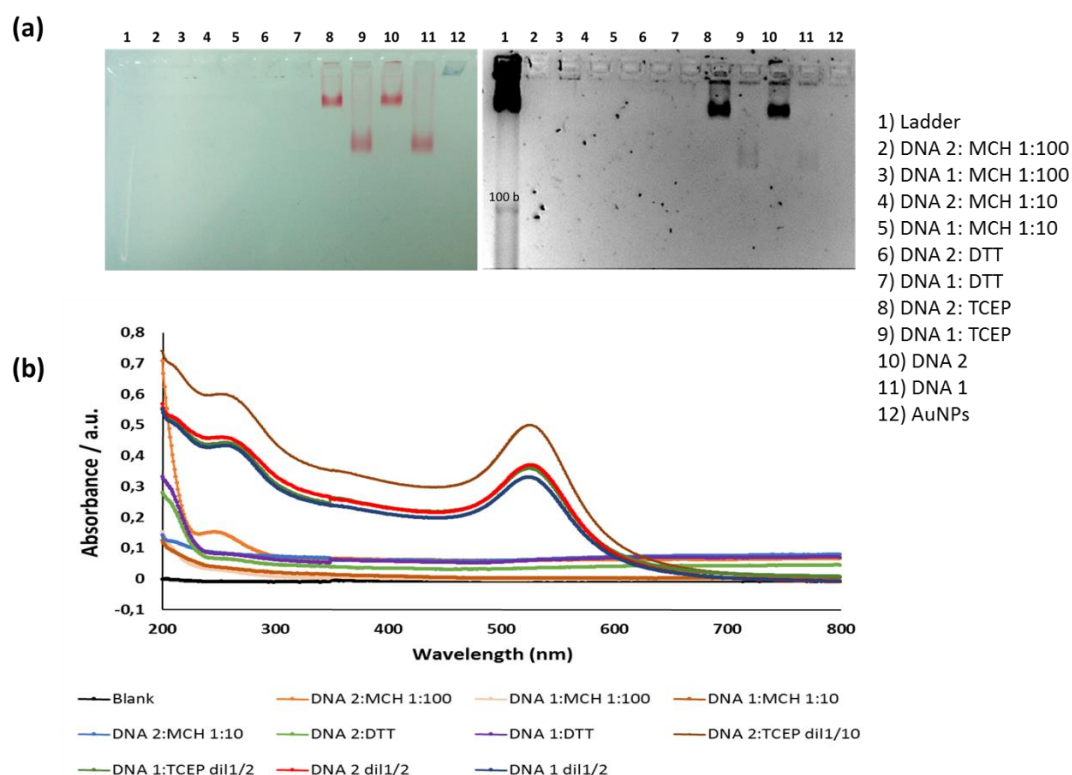 (a)
1 2 3 4 5 6 7 8 9 10 11 12
1 2 3 4 5 6 7 8 9 10 11 12
100 b
1) Ladder
2) DNA 2: MCH 1:100
3) DNA 1: MCH 1:100
4) DNA 2: MCH 1:10
5) DNA 1: MCH 1:10
6) DNA 2: DTT
7) DNA 1: DTT
8) DNA 2: TCEP
9) DNA 1: TCEP
10) DNA 2
11) DNA 1
12) AuNPs
(b)
Absorbance / a.u.
0,8
0,7
0,6
0,5
0,4
0,3
0,2
0,1
0
-0,1
200 300 400 500 600 700 800
Wavelength (nm)
Blank DNA 2:MCH 1:100 DNA 1:MCH 1:100 DNA 1:MCH 1:10
DNA 2:MCH 1:10 DNA 2:DTT DNA 1:DTT DNA 2:TCEP dil1/10
DNA 1:TCEP dil1/2 DNA 2 dil1/2 DNA 1 dil1/2